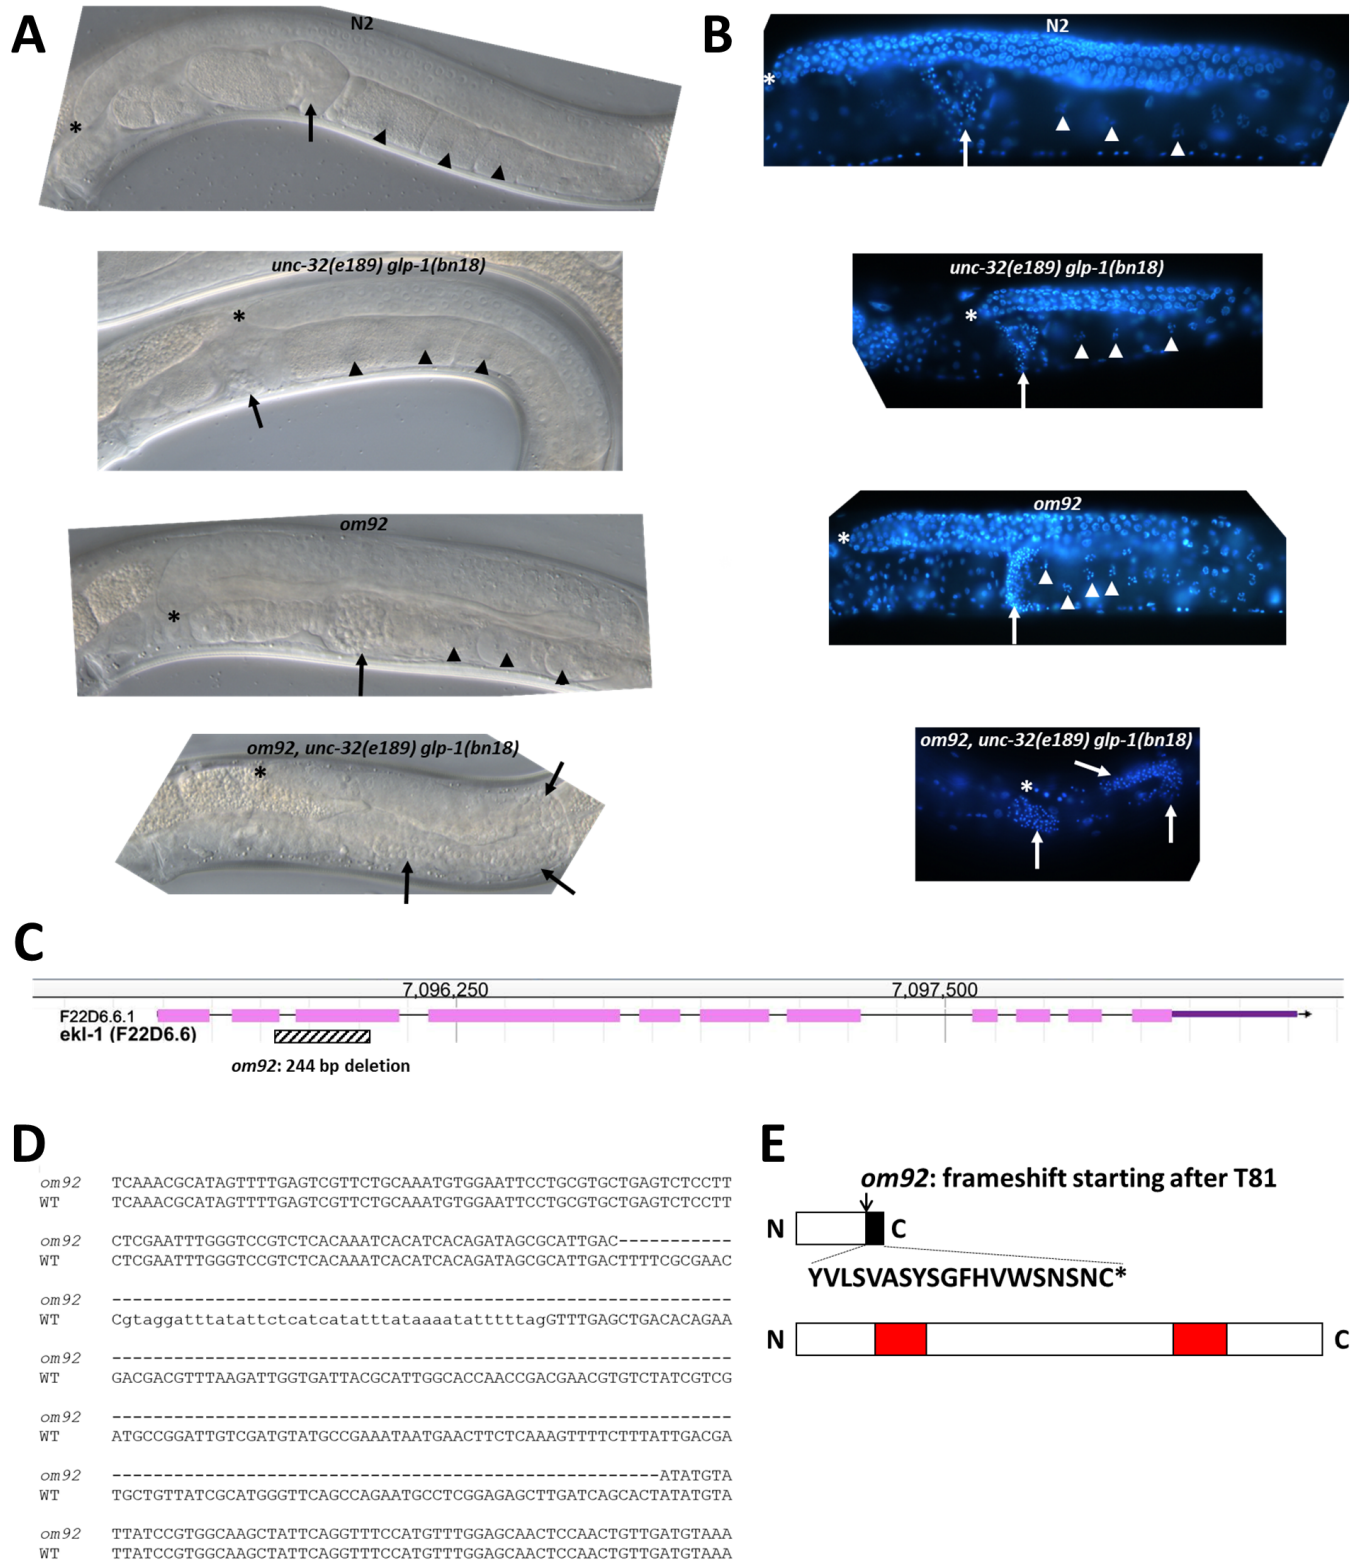 A
N2
*
unc-32(e189) glp-1(bn18)
*
om92
*
om92, unc-32(e189) glp-1(bn18)
*
B
N2
*
unc-32(e189) glp-1(bn18)
*
om92
*
om92, unc-32(e189) glp-1(bn18)
*
C
7,096,250 7,097,500
F22D6.6.1
ekl-1 (F22D6.6)
om92: 244 bp deletion
D
om92 TCAAACGCATAGTTTTGAGTCGTTCTGCAAATGTGGAATTCCTGCGTGCTGAGTCTCCTT
WT TCAAACGCATAGTTTTGAGTCGTTCTGCAAATGTGGAATTCCTGCGTGCTGAGTCTCCTT
om92 CTCGAATTTGGGTCCGTCTCACAAATCACATCACAGATAGCGCATTGAC-----------
WT CTCGAATTTGGGTCCGTCTCACAAATCACATCACAGATAGCGCATTGACTTTTCGCGAAC
om92 ------------------------------------------------------------
WT CgtaggatttatattctcatcatatttataaaatatttttagGTTTGAGCTGACACAGAA
om92 ------------------------------------------------------------
WT GACGACGTTTAAGATTGGTGATTACGCATTGGCACCAACCGACGAACGTGTCTATCGTCG
om92 ------------------------------------------------------------
WT ATGCCGGATTGTCGATGTATGCCGAAATAATGAACTTCTCAAAGTTTTCTTTATTGACGA
om92 -----------------------------------------------------ATATGTA
WT TGCTGTTATCGCATGGGTTCAGCCAGAATGCCTCGGAGAGCTTGATCAGCACTATATGTA
om92 TTATCCGTGGCAAGCTATTCAGGTTTCCATGTTTGGAGCAACTCCAACTGTTGATGTAAA
WT TTATCCGTGGCAAGCTATTCAGGTTTCCATGTTTGGAGCAACTCCAACTGTTGATGTAAA
E
om92: frameshift starting after T81
N C
YVLSVASYSGFHVWSNSNC*
N C